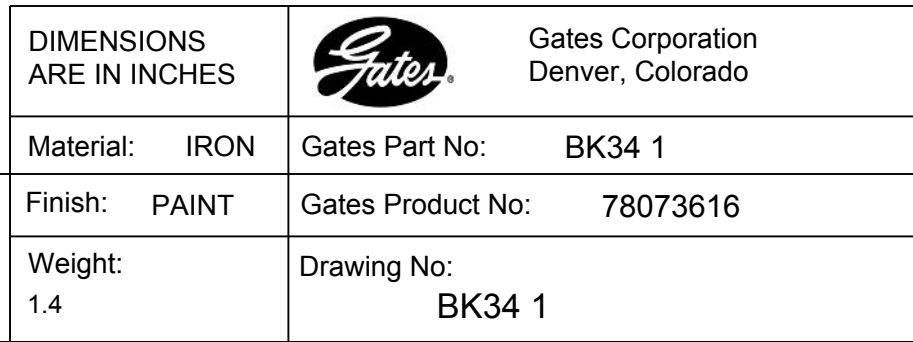 DIMENSIONS
ARE IN INCHES
Gates®
Gates Corporation
Denver, Colorado
Material: IRON
Gates Part No: BK34 1
Finish: PAINT
Gates Product No: 78073616
Weight:
1.4
Drawing No:
BK34 1